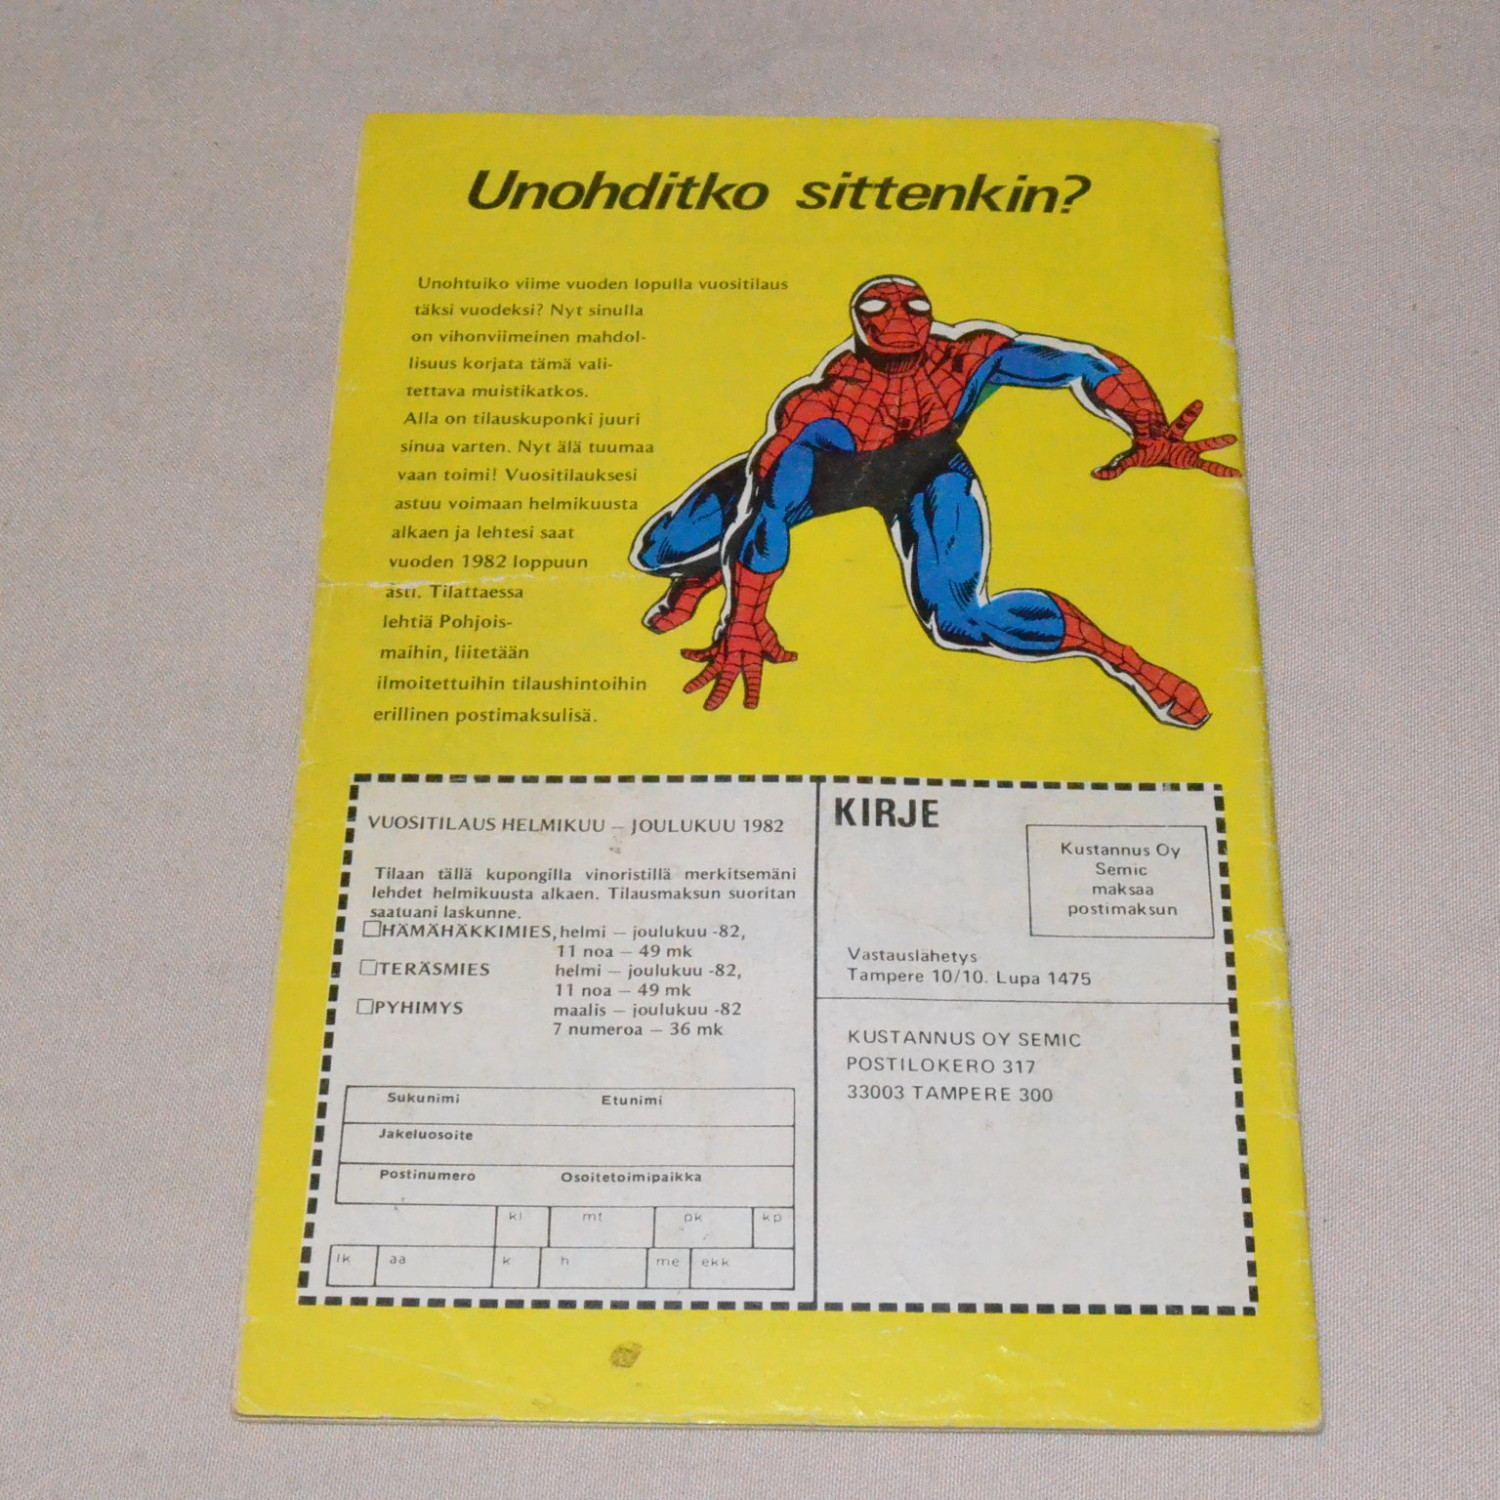 Unohditko sittenkin?
Unohtuiko viime vuoden lopulla vuositilaus
täksi vuodeksi? Nyt sinulla
on vihonviimeinen mahdol-
lisuus korjata tämä vali-
tettava muistikatkos.
Alla on tilauskuponki juuri
sinua varten. Nyt älä tuumaa
vaan toimi! Vuositilauksesi
astuu voimaan helmikuusta
alkaen ja lehtesi saat
vuoden 1982 loppuun
asti. Tilattaessa
lehtiä Pohjois-
maihin, liitetään
ilmoitettuihin tilaushintoihin
erillinen postimaksulisä.
VUOSITILAUS HELMIKUU – JOULUKUU 1982
Tilaan tällä kupongilla vinoristillä merkitsemäni
lehdet helmikuusta alkaen. Tilausmaksun suoritan
saatuani laskunne.
HÄMÄHÄKKIMIES, helmi – joulukuu -82,
11 noa – 49 mk
TERÄSMIES helmi – joulukuu -82,
11 noa – 49 mk
PYHIMYS maalis – joulukuu -82
7 numeroa – 36 mk
Sukunimi Etunimi
Jakeluosoite
Postinumero Osoitetoimipaikka
kl mt pk kp
lk aa k h me ekk
KIRJE
Kustannus Oy
Semic
maksaa
postimaksun
Vastauslähetys
Tampere 10/10. Lupa 1475
KUSTANNUS OY SEMIC
POSTILOKERO 317
33003 TAMPERE 300